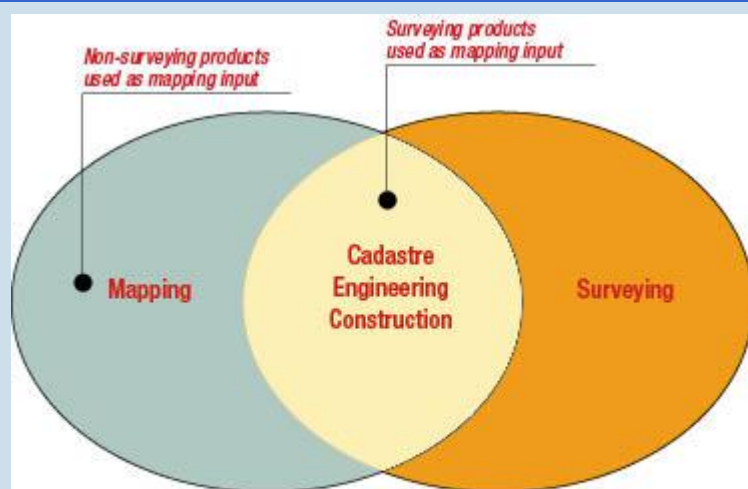 Non-surveying products
used as mapping input
Surveying products
used as mapping input
Mapping
Cadastre
Engineering
Construction
Surveying